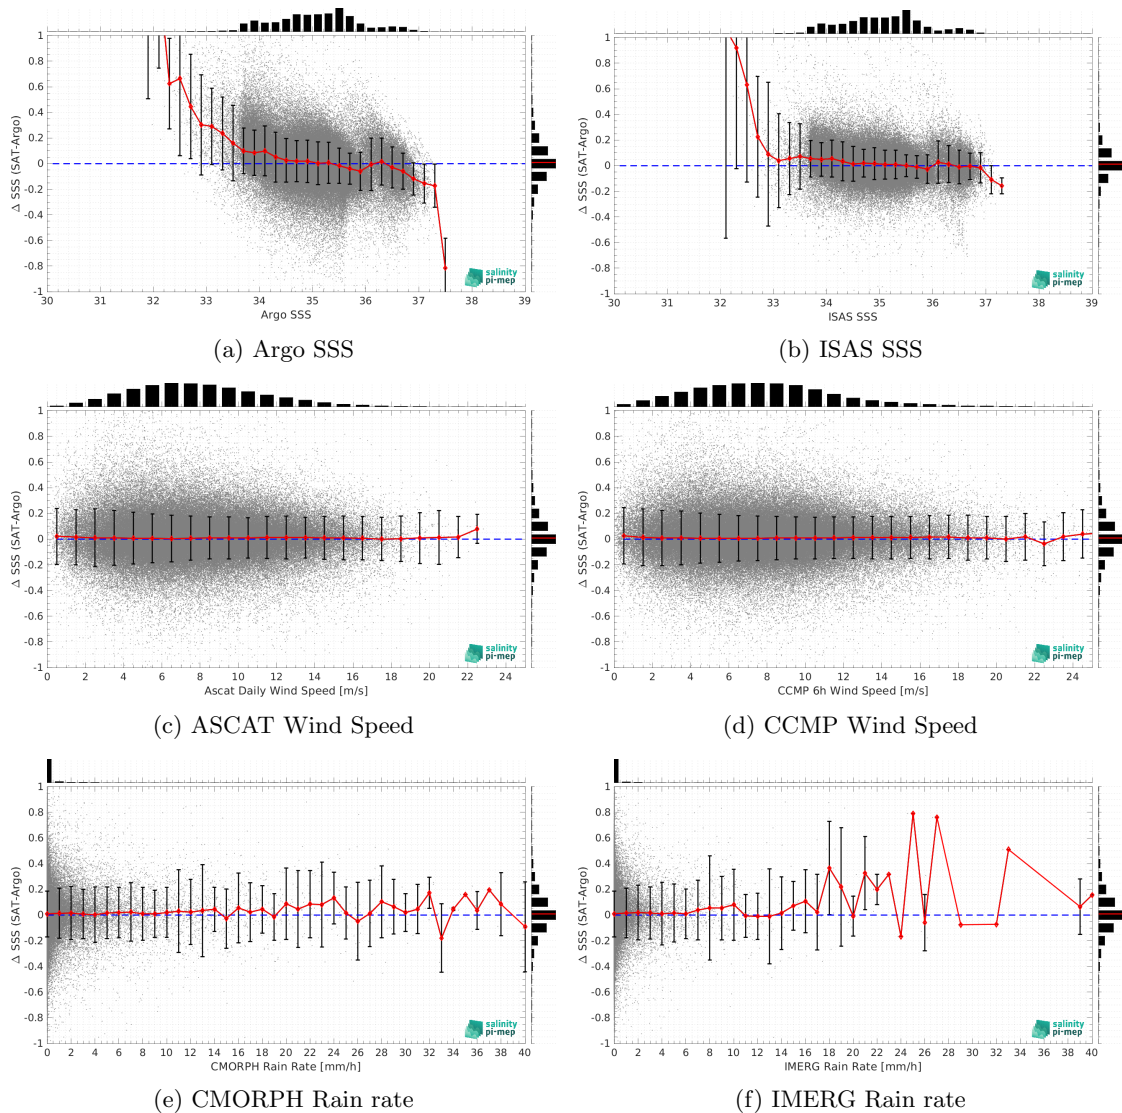 1
0.8
0.6
0.4
0.2
0
-0.2
-0.4
-0.6
-0.8
-1
Δ SSS (SAT-Argo)
30 31 32 33 34 35 36 37 38 39
Argo SSS
salinity
pi-mep
(a) Argo SSS
1
0.8
0.6
0.4
0.2
0
-0.2
-0.4
-0.6
-0.8
-1
Δ SSS (SAT-Argo)
30 31 32 33 34 35 36 37 38 39
ISAS SSS
salinity
pi-mep
(b) ISAS SSS
1
0.8
0.6
0.4
0.2
0
-0.2
-0.4
-0.6
-0.8
-1
Δ SSS (SAT-Argo)
0 2 4 6 8 10 12 14 16 18 20 22 24
Ascat Daily Wind Speed [m/s]
salinity
pi-mep
(c) ASCAT Wind Speed
1
0.8
0.6
0.4
0.2
0
-0.2
-0.4
-0.6
-0.8
-1
Δ SSS (SAT-Argo)
0 2 4 6 8 10 12 14 16 18 20 22 24
CCMP 6h Wind Speed [m/s]
salinity
pi-mep
(d) CCMP Wind Speed
1
0.8
0.6
0.4
0.2
0
-0.2
-0.4
-0.6
-0.8
-1
Δ SSS (SAT-Argo)
0 2 4 6 8 10 12 14 16 18 20 22 24 26 28 30 32 34 36 38 40
CMORPH Rain Rate [mm/h]
salinity
pi-mep
(e) CMORPH Rain rate
1
0.8
0.6
0.4
0.2
0
-0.2
-0.4
-0.6
-0.8
-1
Δ SSS (SAT-Argo)
0 2 4 6 8 10 12 14 16 18 20 22 24 26 28 30 32 34 36 38 40
IMERG Rain Rate [mm/h]
salinity
pi-mep
(f) IMERG Rain rate